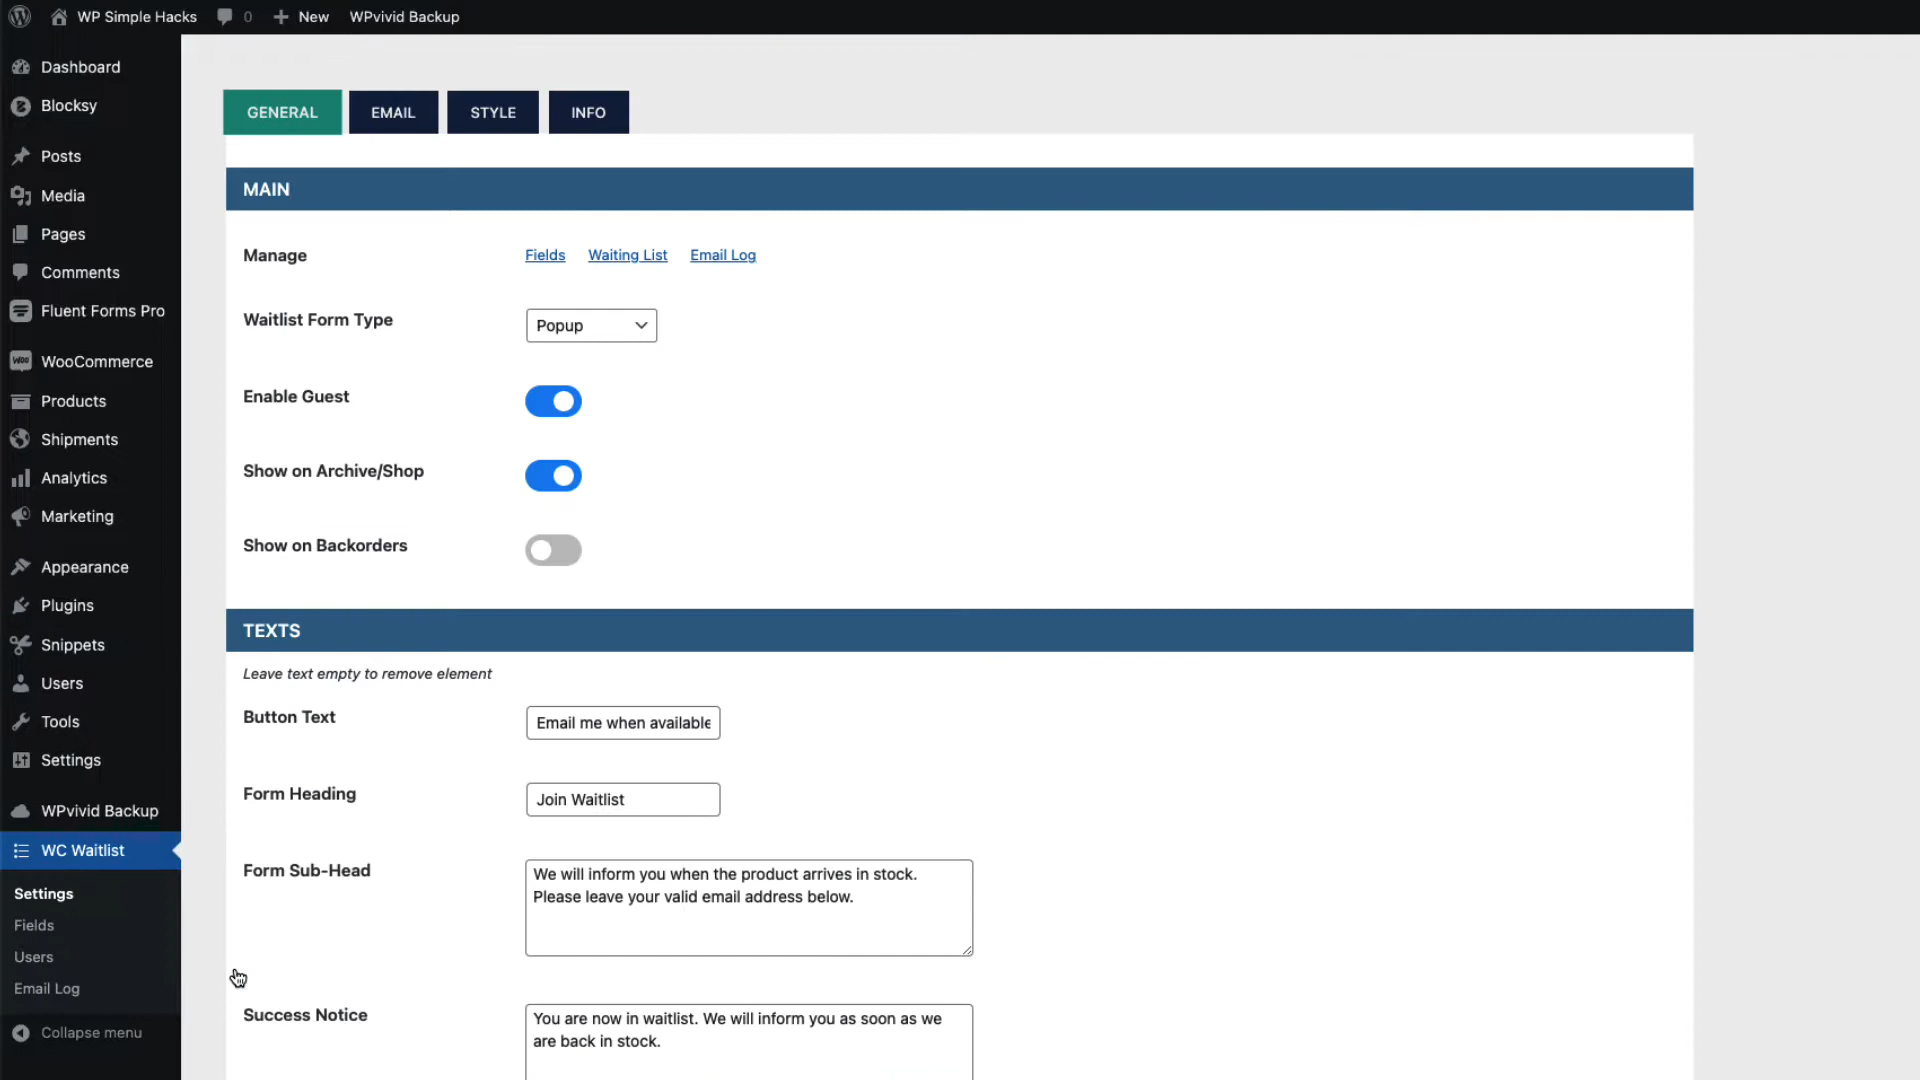 WP Simple Hacks
0
New
WPvivid Backup
Dashboard
Blocksy
Posts
Media
Pages
Comments
Fluent Forms Pro
WooCommerce
Products
Shipments
Analytics
Marketing
Appearance
Plugins
Snippets
Users
Tools
Settings
WPvivid Backup
WC Waitlist
Settings
Fields
Users
Email Log
Collapse menu
GENERAL
EMAIL
STYLE
INFO
MAIN
Manage
Fields Waiting List Email Log
Waitlist Form Type
Popup
Enable Guest
Show on Archive/Shop
Show on Backorders
TEXTS
Leave text empty to remove element
Button Text
Email me when available
Form Heading
Join Waitlist
Form Sub-Head
We will inform you when the product arrives in stock.
Please leave your valid email address below.
Success Notice
You are now in waitlist. We will inform you as soon as we
are back in stock.